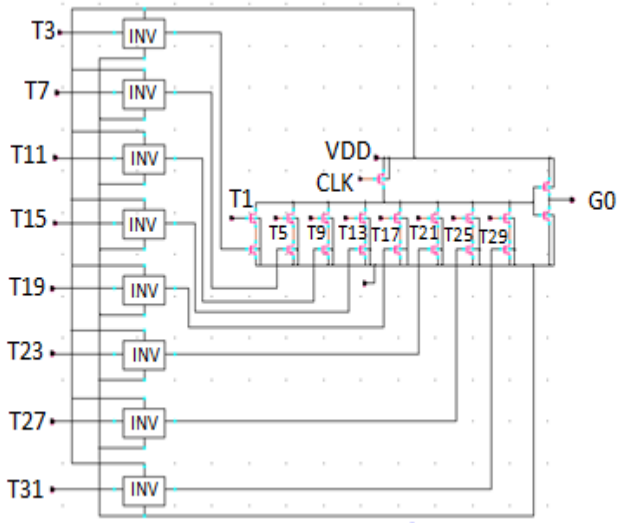 T3 INV
T7 INV
T11 INV
VDD
CLK
T1 G0
T15 INV T5 T9 T13 T17 T21 T25 T29
T19 INV
T23 INV
T27 INV
T31 INV